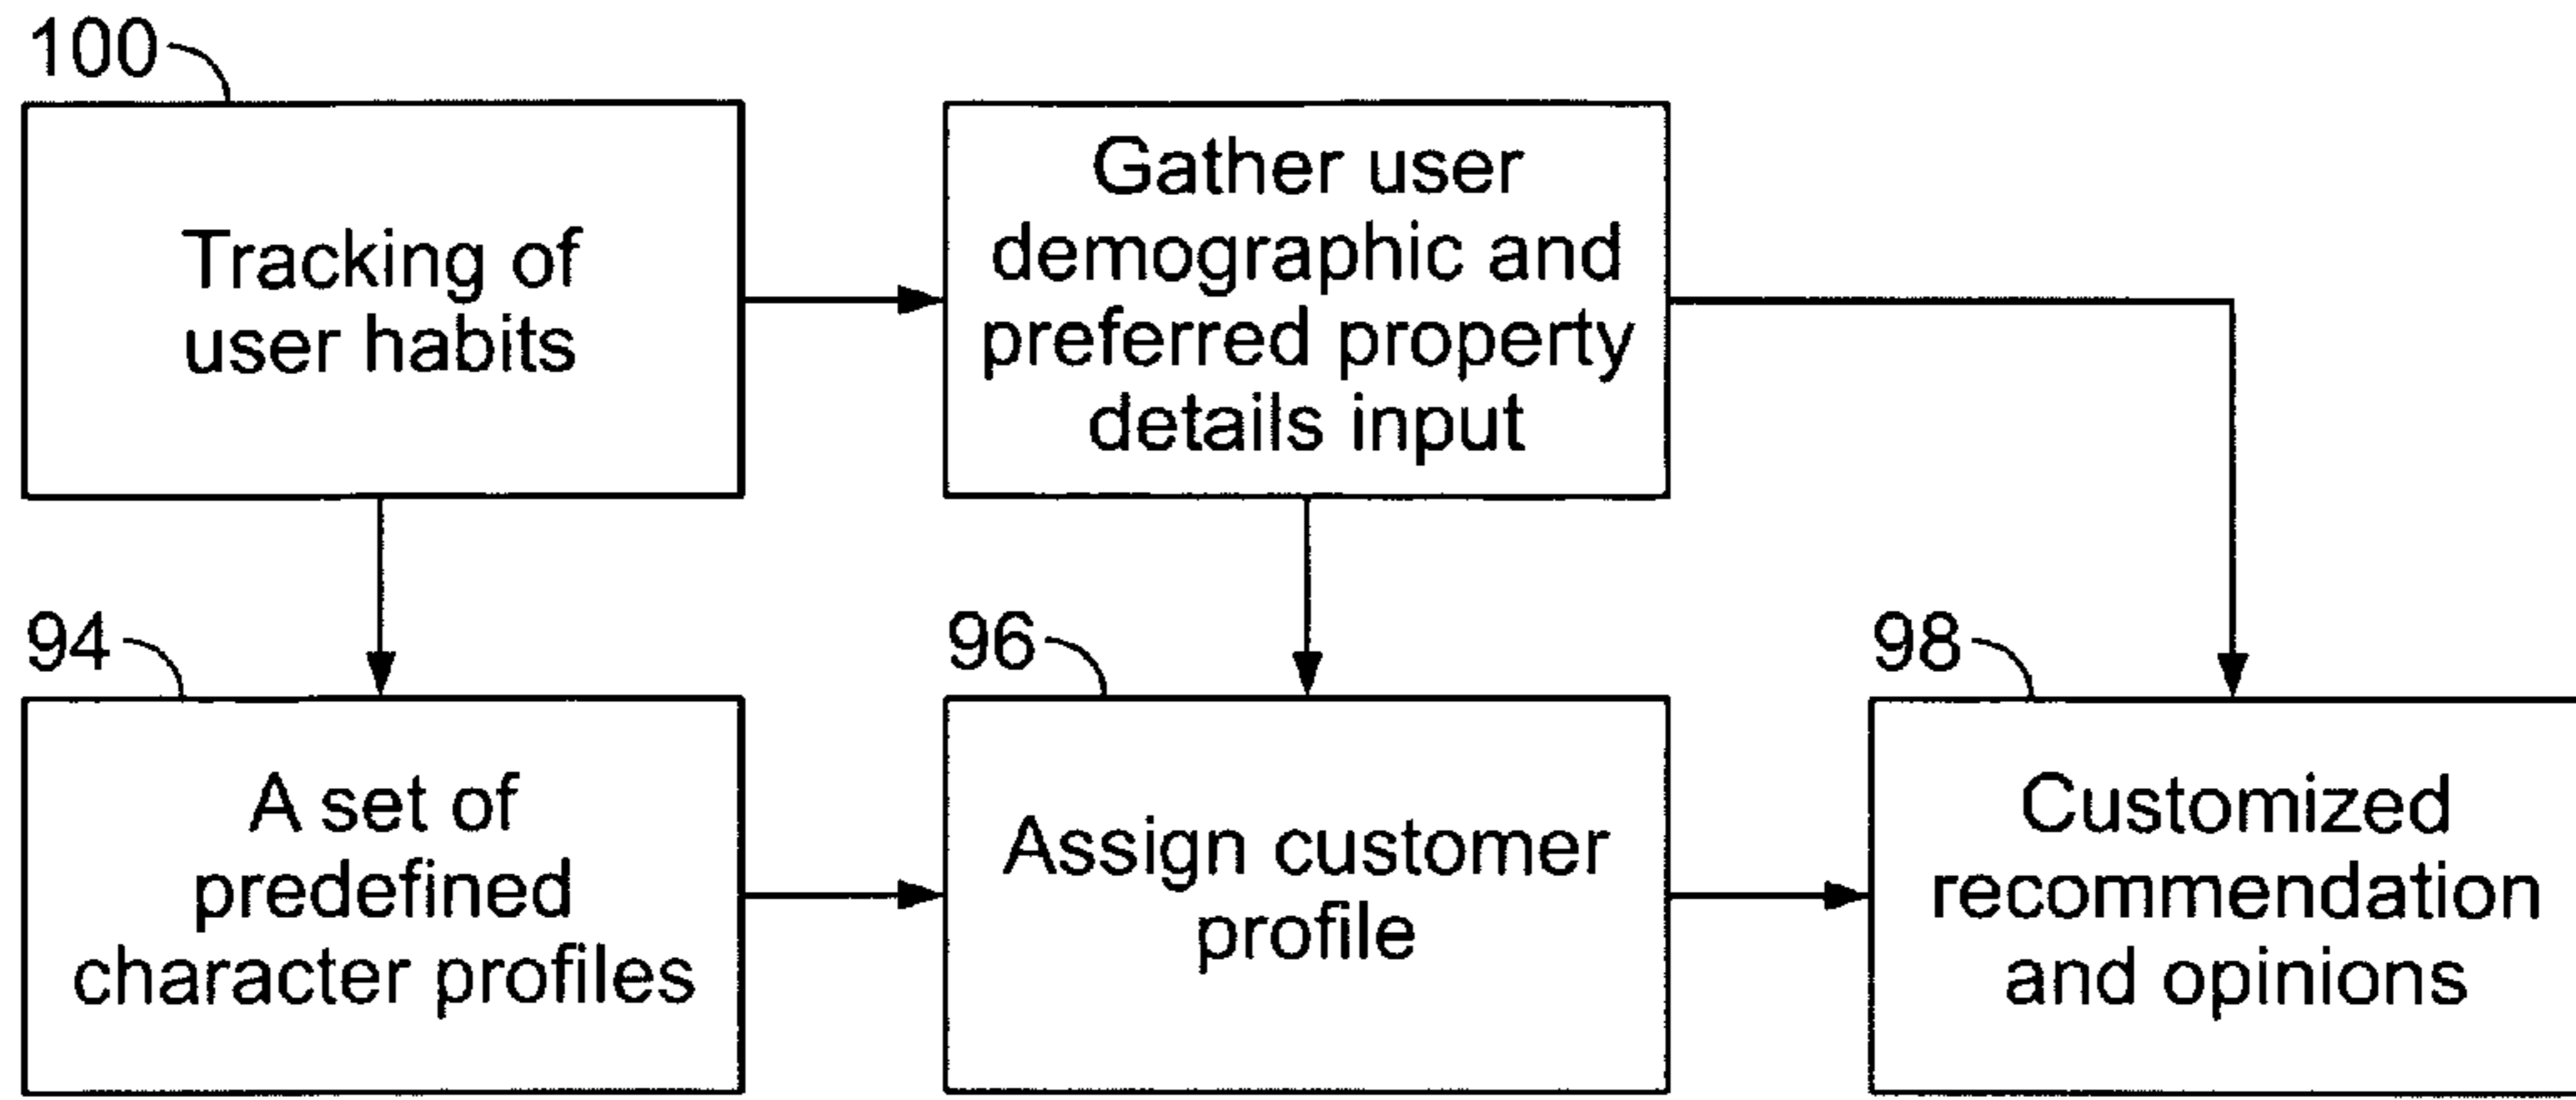 100
Tracking of
user habits
Gather user
demographic and
preferred property
details input
94
A set of
predefined
character profiles
96
Assign customer
profile
98
Customized
recommendation
and opinions